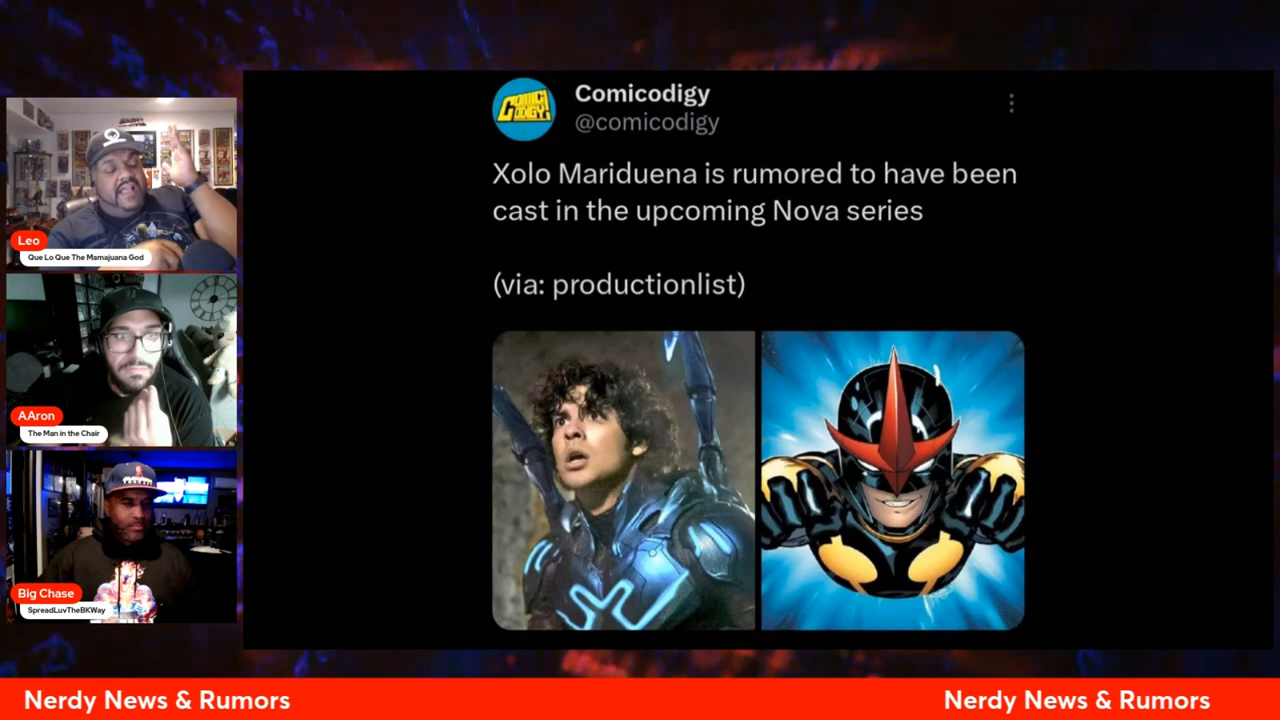 COMIC
ODIGY!
Comicodigy
@comicodigy
Xolo Mariduena is rumored to have been
cast in the upcoming Nova series
(via: productionlist)
Leo
Que Lo Que The Mamajuana God
AAron
The Man in the Chair
Big Chase
SpreadLuvTheBKWay
Nerdy News & Rumors
Nerdy News & Rumors